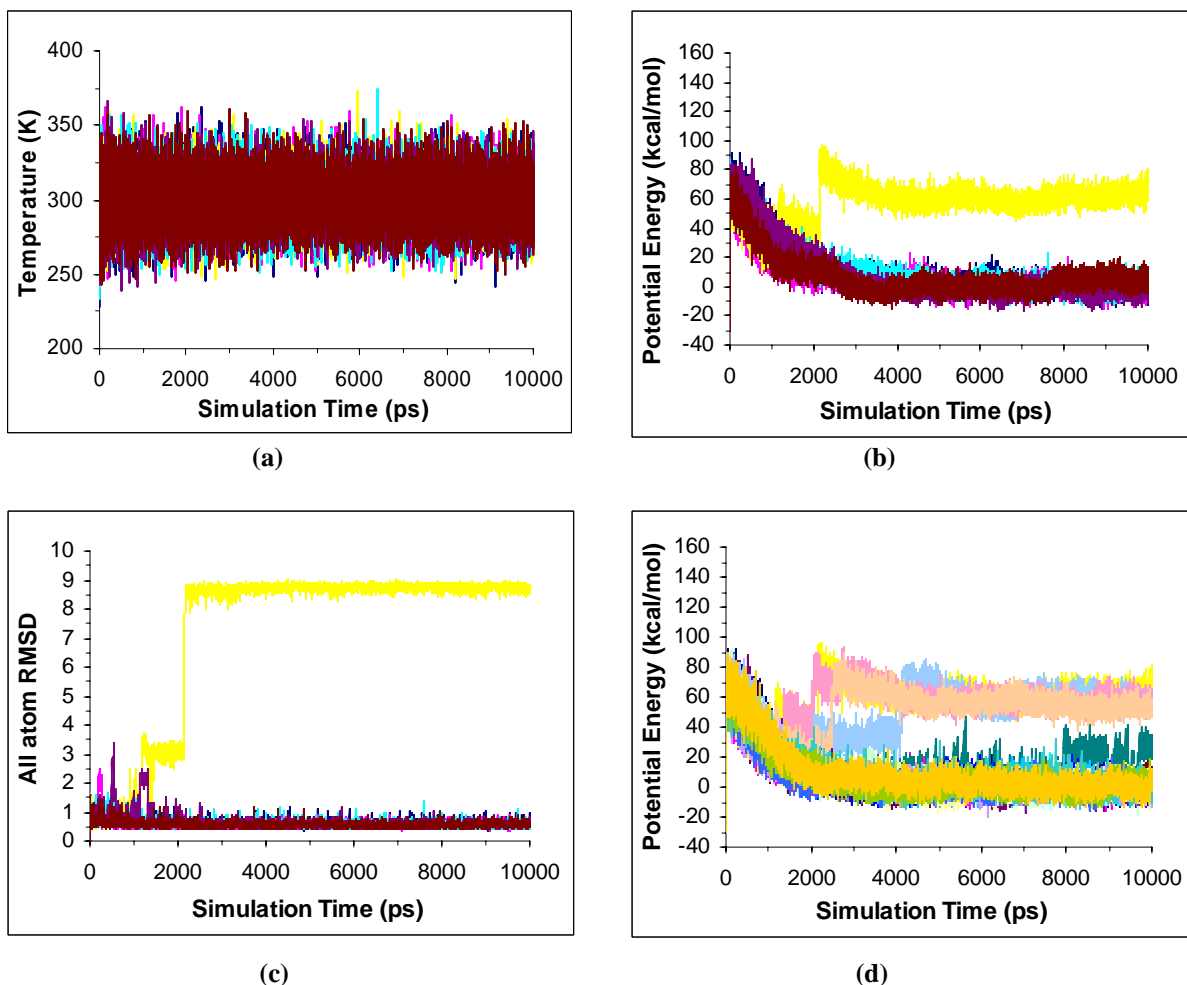 Temperature (K)
400
350
300
250
200
0 2000 4000 6000 8000 10000
Simulation Time (ps)
(a)
Potential Energy (kcal/mol)
160
140
120
100
80
60
40
20
0
-20
-40
0 2000 4000 6000 8000 10000
Simulation Time (ps)
(b)
All atom RMSD
10
9
8
7
6
5
4
3
2
1
0
0 2000 4000 6000 8000 10000
Simulation Time (ps)
(c)
Potential Energy (kcal/mol)
160
140
120
100
80
60
40
20
0
-20
-40
0 2000 4000 6000 8000 10000
Simulation Time (ps)
(d)